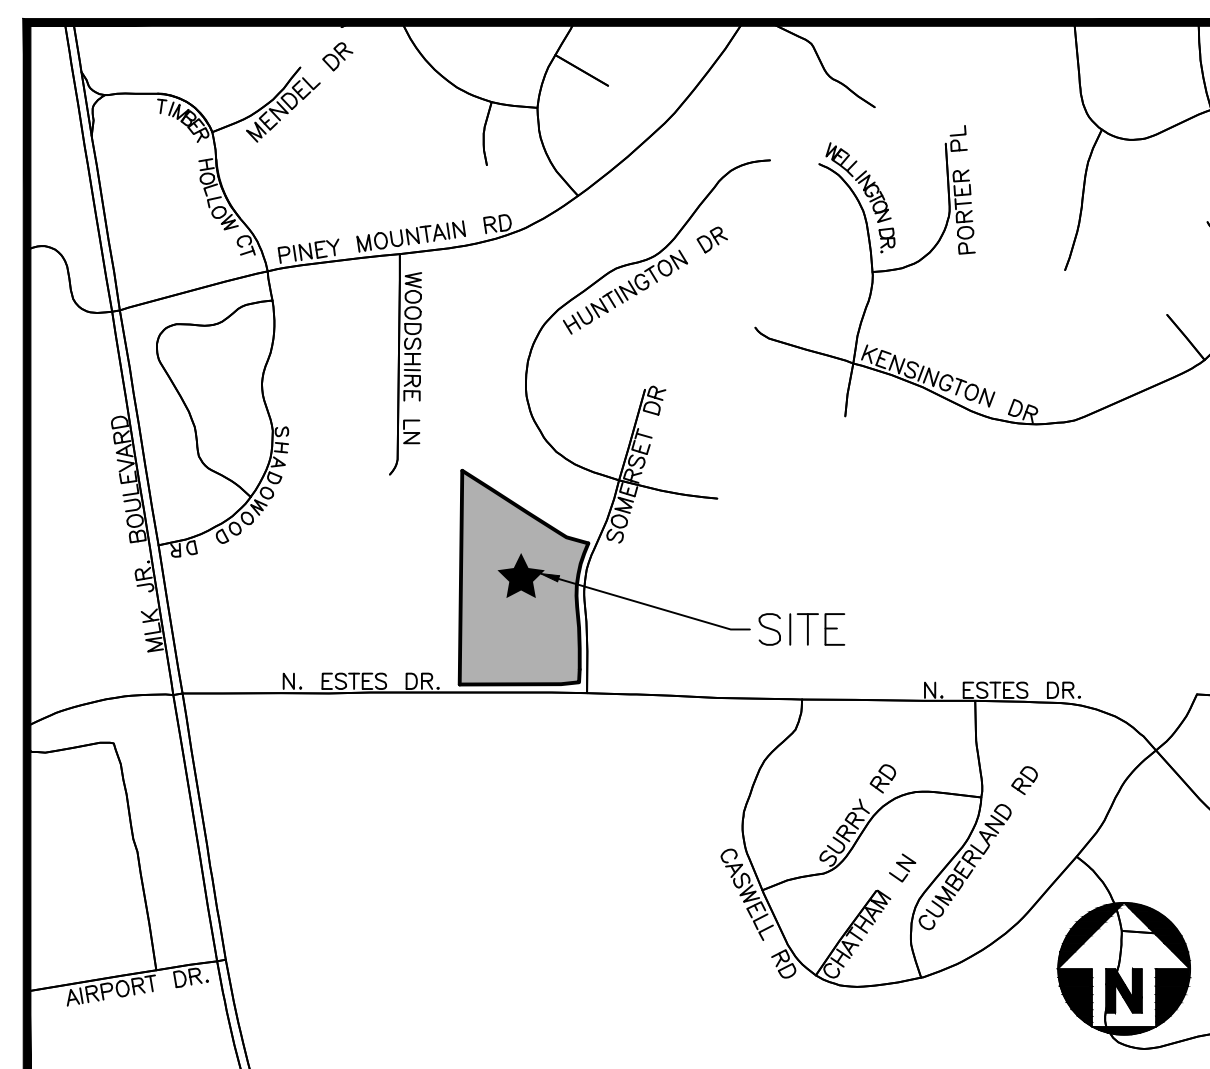 MENDEL DR
TIMBER HOLLOW CT
WELLINGTON DR.
PORTER PL
PINEY MOUNTAIN RD
HUNTINGTON DR
WOODSHIRE LN
KENSINGTON DR
SOMERSET DR
MLK JR. BOULEVARD
SHADOWOOD DR
SITE
N. ESTES DR.
N. ESTES DR.
SURRY RD
CUMBERLAND RD
CASWELL RD
CHATHAM LN
AIRPORT DR.
N